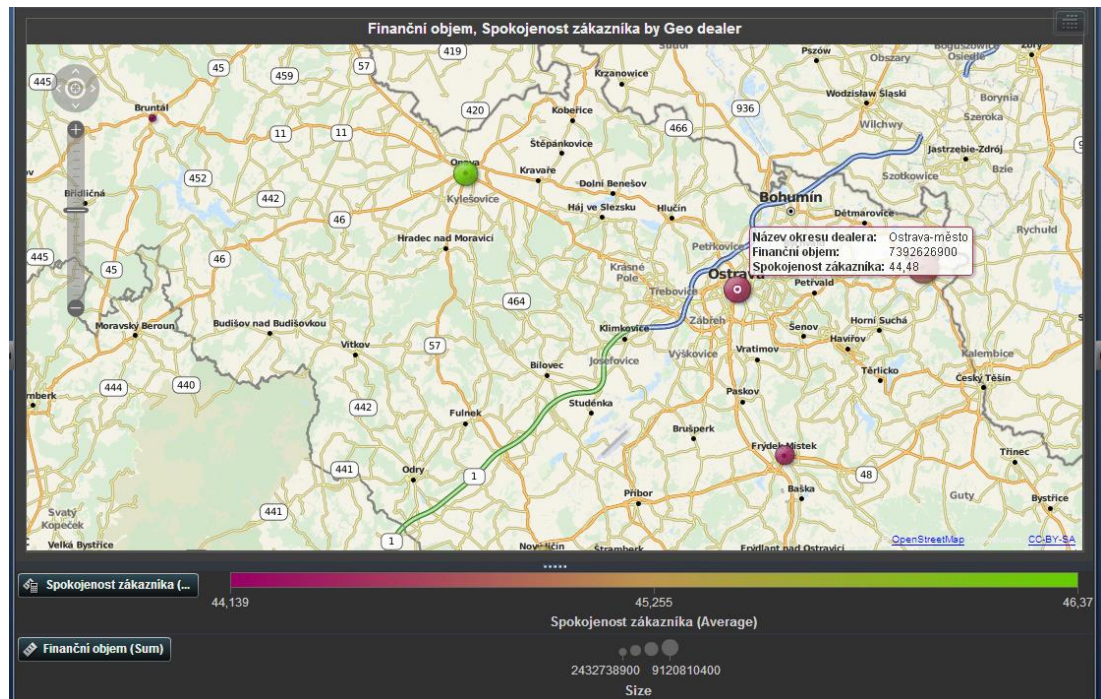 Finanční objem, Spokojenost zákazníka by Geo dealer
419
Pszów
Obszary
45
57
445
459
Krzanowice
Wodzisław Śląski
Borynia
Bruntál
420
Kobeřice
936
Szeroka
11
11
466
Wilchwy
Štěpánkovice
Jastrzebie-Zdrój
Opava
Kravaře
Szotkowice
Bzie
452
Dolni Benešov
Břidličná
442
Kylešovice
Bohumín
Háj ve Slezsku
Hlučín
Dětmarovice
46
Rychułd
Hradec nad Moravicí
Petřkovice
Název okresu dealera: Ostrava-město
Finanční objem: 7392626900
Spokojenost zákazníka: 44,48
445
45
46
Krásné Pole
Ostrava
Petřvald
Třebovice
464
Zábřeh
Moravský Beroun
Budišov nad Budišovkou
Klimkovice
Šenov
Horní Suchá
Vítkov
57
Josefovice
Výškovice
Vratimov
Havířov
Kalembice
Bílovec
Těrlicko
Český Těšín
444
440
Paskov
442
Studénka
Fulnek
Brušperk
Frýdek-Místek
Třinec
441
Odry
1
48
Baška
Příbor
Guty
Bystřice
Svatý Kopeček
441
1
Velká Bystřice
Nový Jičín
Štramberk
Frýdlant nad Ostravicí
OpenStreetMap
CC-BY-SA
Spokojenost zákazníka (...
44,139
45,255
46,37
Spokojenost zákazníka (Average)
Finanční objem (Sum)
2432738900
9120810400
Size